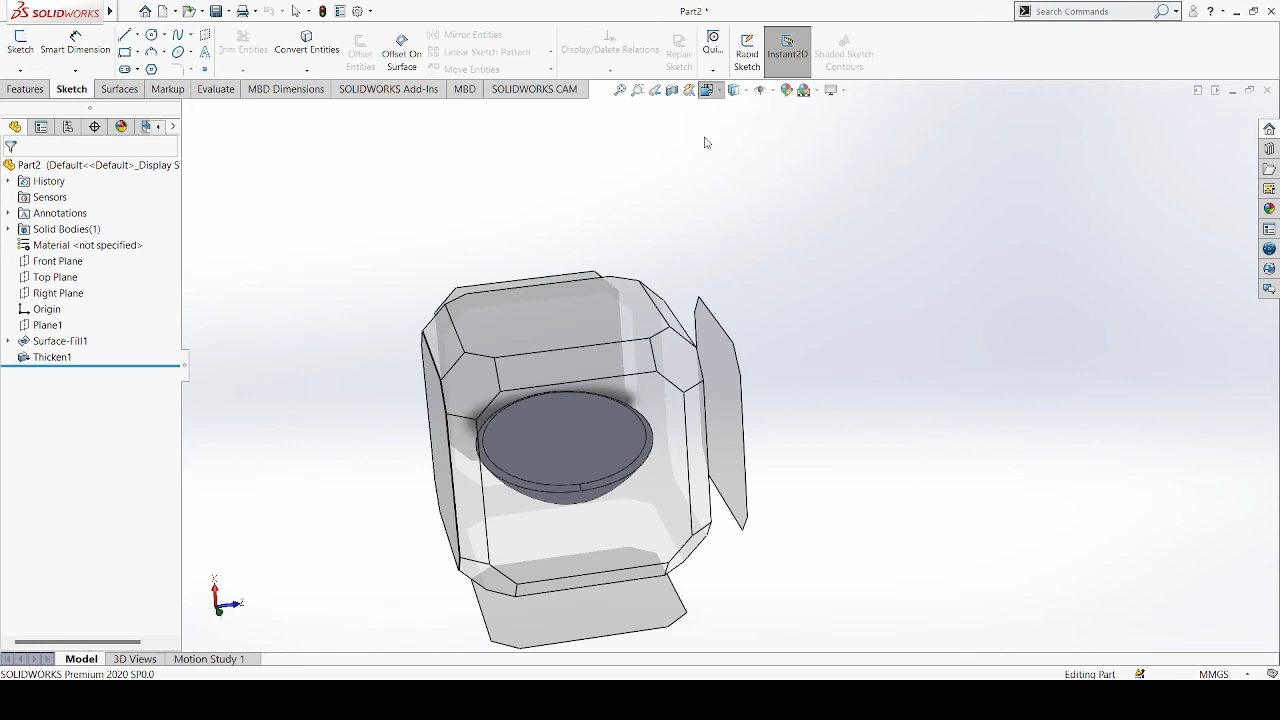 SOLIDWORKS
Part2 *
Search Commands
Sketch
Smart Dimension
Trim Entities
Convert Entities
Offset Entities
Offset On Surface
Mirror Entities
Linear Sketch Pattern
Move Entities
Display/Delete Relations
Repair Sketch
Qui...
Rapid Sketch
Instant2D
Shaded Sketch Contours
Features
Sketch
Surfaces
Markup
Evaluate
MBD Dimensions
SOLIDWORKS Add-Ins
MBD
SOLIDWORKS CAM
Part2 (Default<<Default>_Display S
History
Sensors
Annotations
Solid Bodies(1)
Material <not specified>
Front Plane
Top Plane
Right Plane
Origin
Plane1
Surface-Fill1
Thicken1
X
Z
Model
3D Views
Motion Study 1
SOLIDWORKS Premium 2020 SP0.0
Editing Part
MMGS